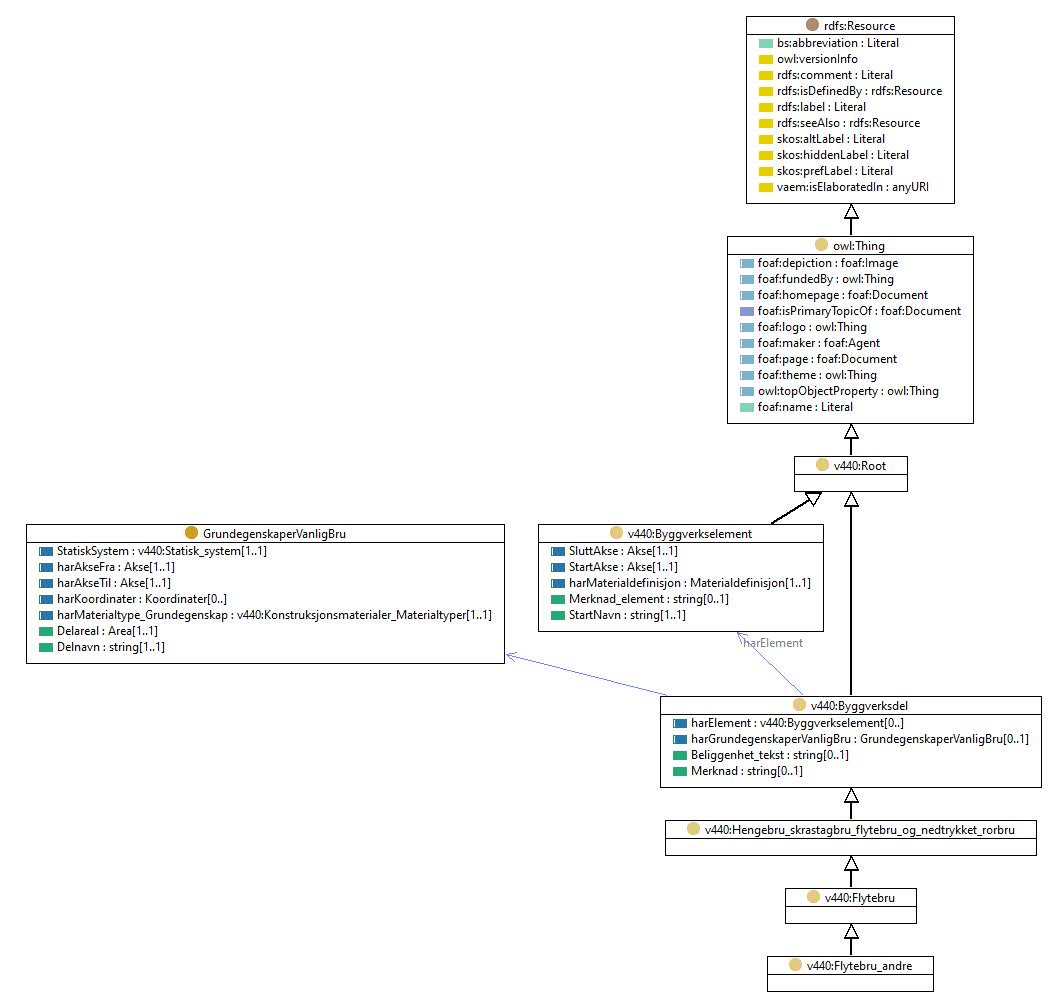 rdfs:Resource
bs:abbreviation : Literal
owl:versionInfo
rdfs:comment : Literal
rdfs:isDefinedBy : rdfs:Resource
rdfs:label : Literal
rdfs:seeAlso : rdfs:Resource
skos:altLabel : Literal
skos:hiddenLabel : Literal
skos:prefLabel : Literal
vaem:isElaboratedIn : anyURI
owl:Thing
foaf:depiction : foaf:Image
foaf:fundedBy : owl:Thing
foaf:homepage : foaf:Document
foaf:isPrimaryTopicOf : foaf:Document
foaf:logo : owl:Thing
foaf:maker : foaf:Agent
foaf:page : foaf:Document
foaf:theme : owl:Thing
owl:topObjectProperty : owl:Thing
foaf:name : Literal
v440:Root
GrundegenskaperVanligBru
StatiskSystem : v440:Statisk_system[1..1]
harAkseFra : Akse[1..1]
harAkseTil : Akse[1..1]
harKoordinater : Koordinater[0..]
harMaterialtype_Grundegenskap : v440:Konstruksjonsmaterialer_Materialtyper[1..1]
Delareal : Area[1..1]
Delnavn : string[1..1]
v440:Byggverkselement
SluttAkse : Akse[1..1]
StartAkse : Akse[1..1]
harMaterialdefinisjon : Materialdefinisjon[1..1]
Merknad_element : string[0..1]
StartNavn : string[1..1]
harElement
v440:Byggverksdel
harElement : v440:Byggverkselement[0..]
harGrundegenskaperVanligBru : GrundegenskaperVanligBru[0..1]
Beliggenhet_tekst : string[0..1]
Merknad : string[0..1]
v440:Hengebru_skrastagbru_flytebru_og_nedtrykket_rorbru
v440:Flytebru
v440:Flytebru_andre